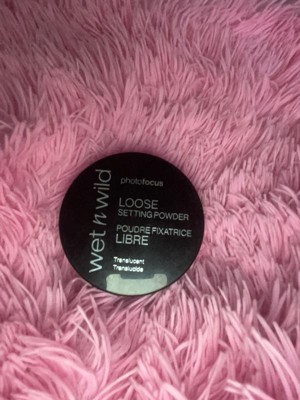 wet n wild
photofocus
LOOSE
SETTING POWDER
POUDRE FIXATRICE
LIBRE
Translucent
Translucide